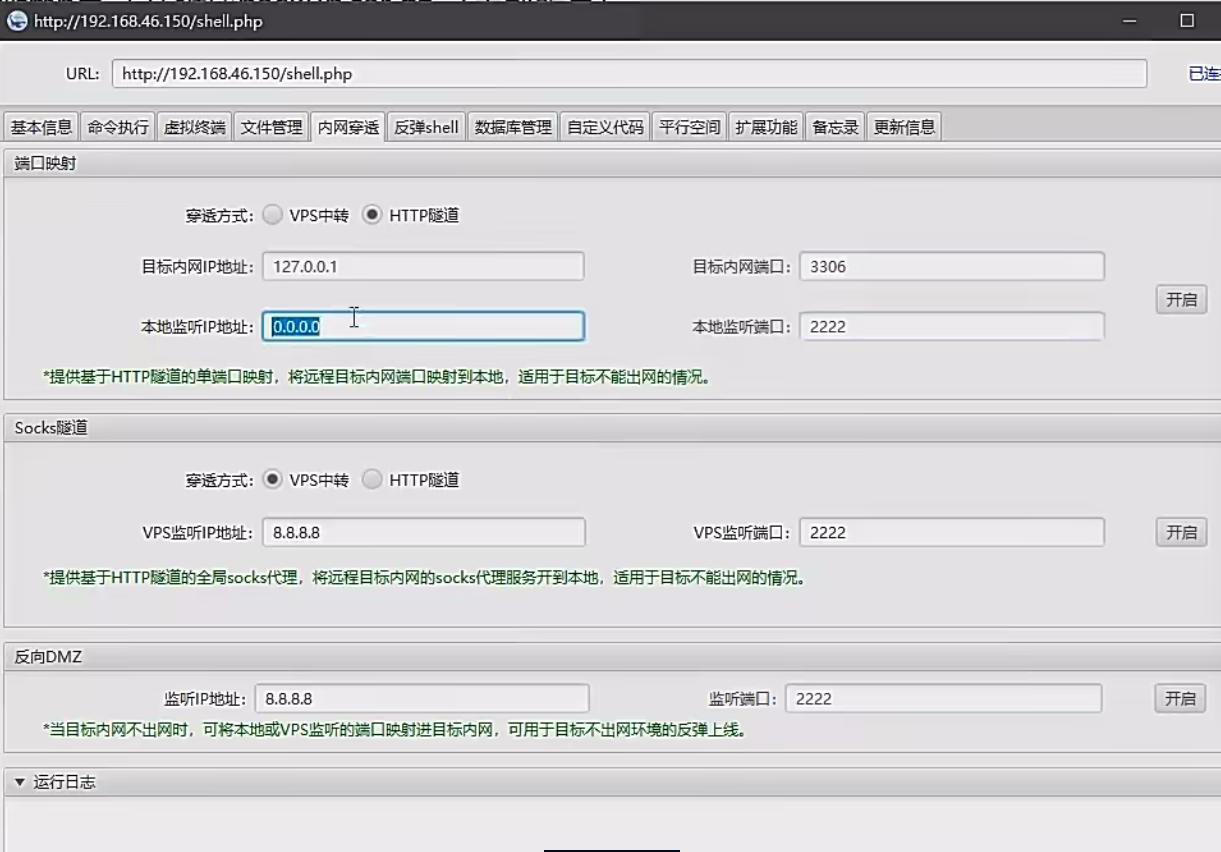 http://192.168.46.150/shell.php
URL: http://192.168.46.150/shell.php 已连
基本信息 命令执行 虚拟终端 文件管理 内网穿透 反弹shell 数据库管理 自定义代码 平行空间 扩展功能 备忘录 更新信息
端口映射
穿透方式: VPS中转 HTTP隧道
目标内网IP地址: 127.0.0.1 目标内网端口: 3306
开启
本地监听IP地址: 0.0.0.0 本地监听端口: 2222
*提供基于HTTP隧道的单端口映射，将远程目标内网端口映射到本地，适用于目标不能出网的情况。
Socks隧道
穿透方式: VPS中转 HTTP隧道
VPS监听IP地址: 8.8.8.8 VPS监听端口: 2222 开启
*提供基于HTTP隧道的全局socks代理，将远程目标内网的socks代理服务开到本地，适用于目标不能出网的情况。
反向DMZ
监听IP地址: 8.8.8.8 监听端口: 2222 开启
*当目标内网不出网时，可将本地或VPS监听的端口映射进目标内网，可用于目标不出网环境的反弹上线。
运行日志